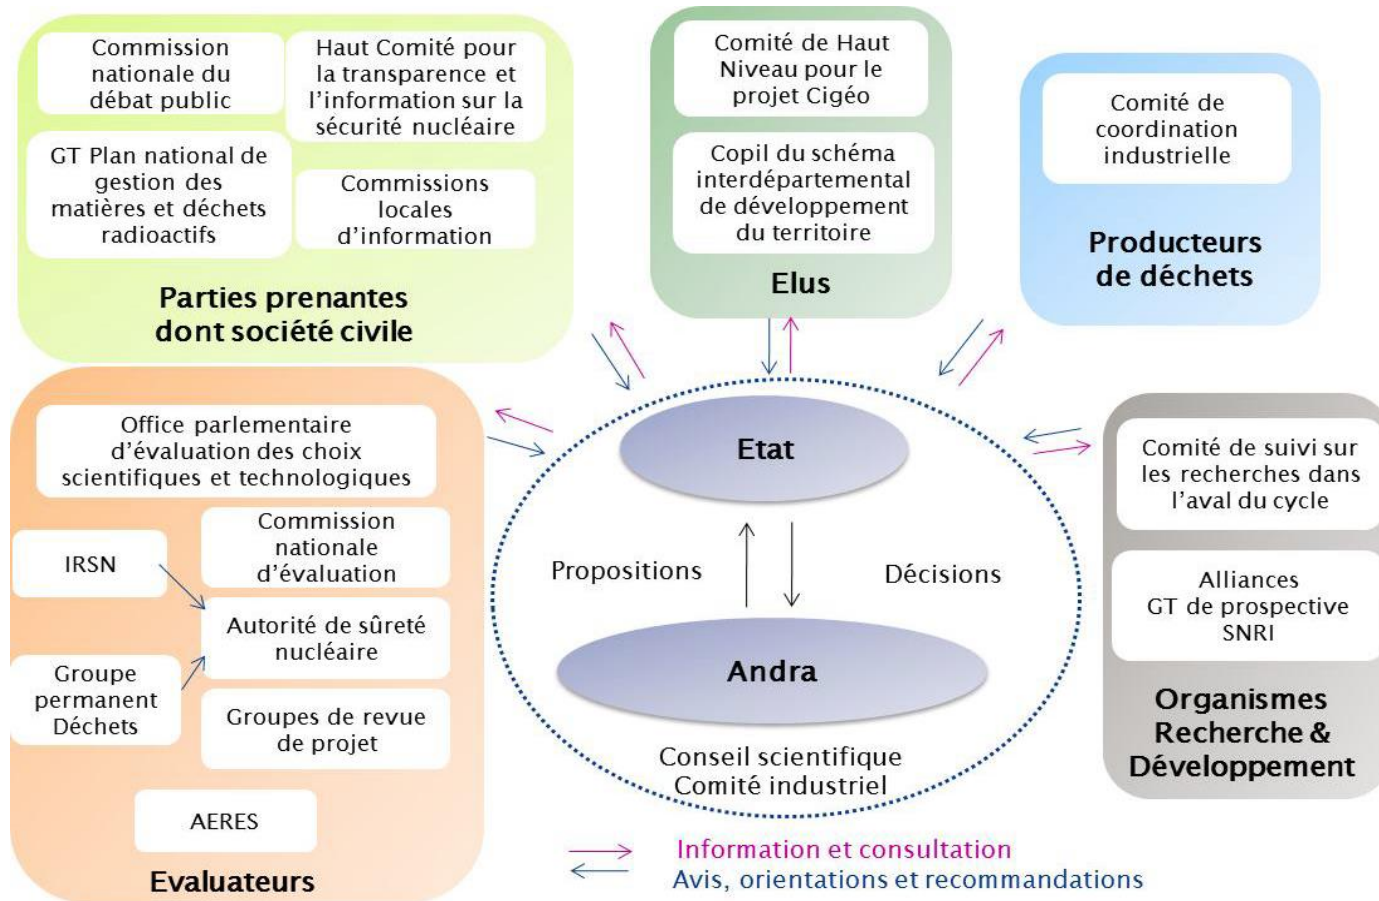 Commission
nationale du
débat public
Haut Comité pour
la transparence et
l'information sur la
sécurité nucléaire
GT Plan national de
gestion des
matières et déchets
radioactifs
Commissions
locales
d'information
Parties prenantes
dont société civile
Comité de Haut
Niveau pour le
projet Cigéo
Copil du schéma
interdépartemental
de développement
du territoire
Elus
Comité de
coordination
industrielle
Producteurs
de déchets
Office parlementaire
d'évaluation des choix
scientifiques et technologiques
Commission
nationale
d'évaluation
IRSN
Autorité de sûreté
nucléaire
Groupe
permanent
Déchets
Groupes de revue
de projet
AERES
Evaluateurs
Etat
Propositions
Décisions
Andra
Conseil scientifique
Comité industriel
Comité de suivi sur
les recherches dans
l'aval du cycle
Alliances
GT de prospective
SNRI
Organismes
Recherche &
Développement
Information et consultation
Avis, orientations et recommandations